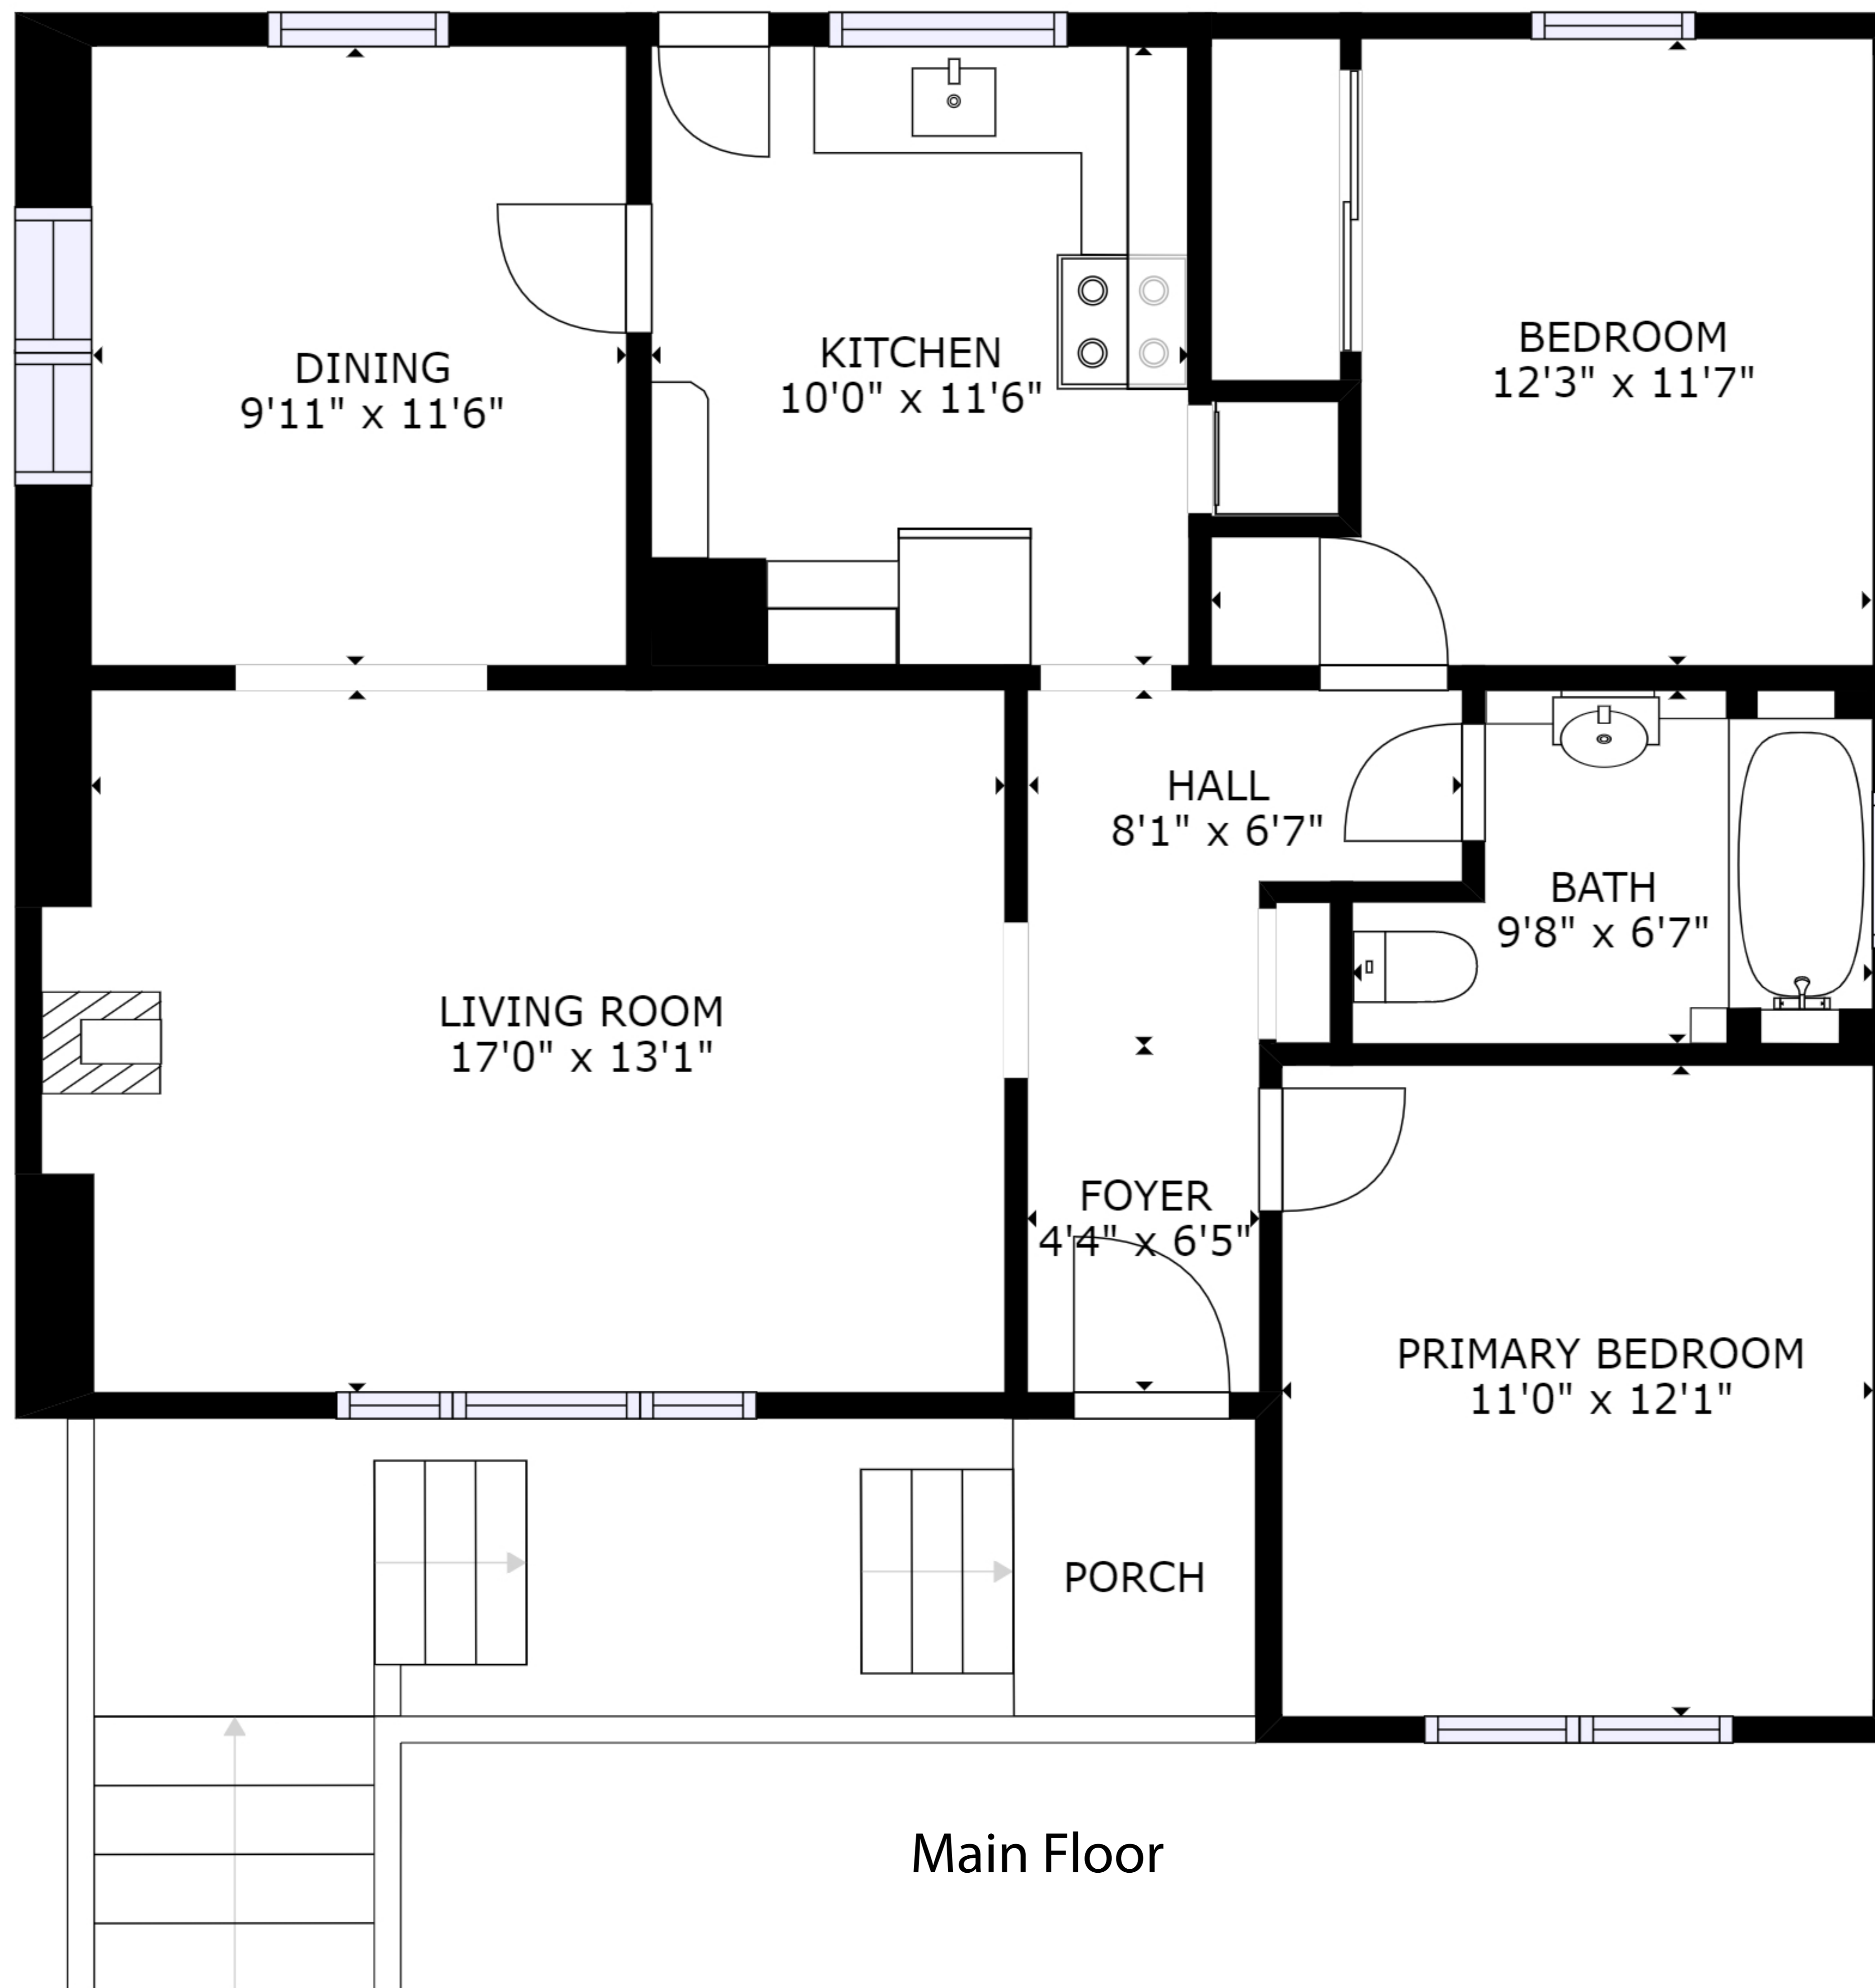 DINING
9'11" x 11'6"
KITCHEN
10'0" x 11'6"
BEDROOM
12'3" x 11'7"
HALL
8'1" x 6'7"
BATH
9'8" x 6'7"
LIVING ROOM
17'0" x 13'1"
FOYER
4'4" x 6'5"
PRIMARY BEDROOM
11'0" x 12'1"
PORCH
Main Floor